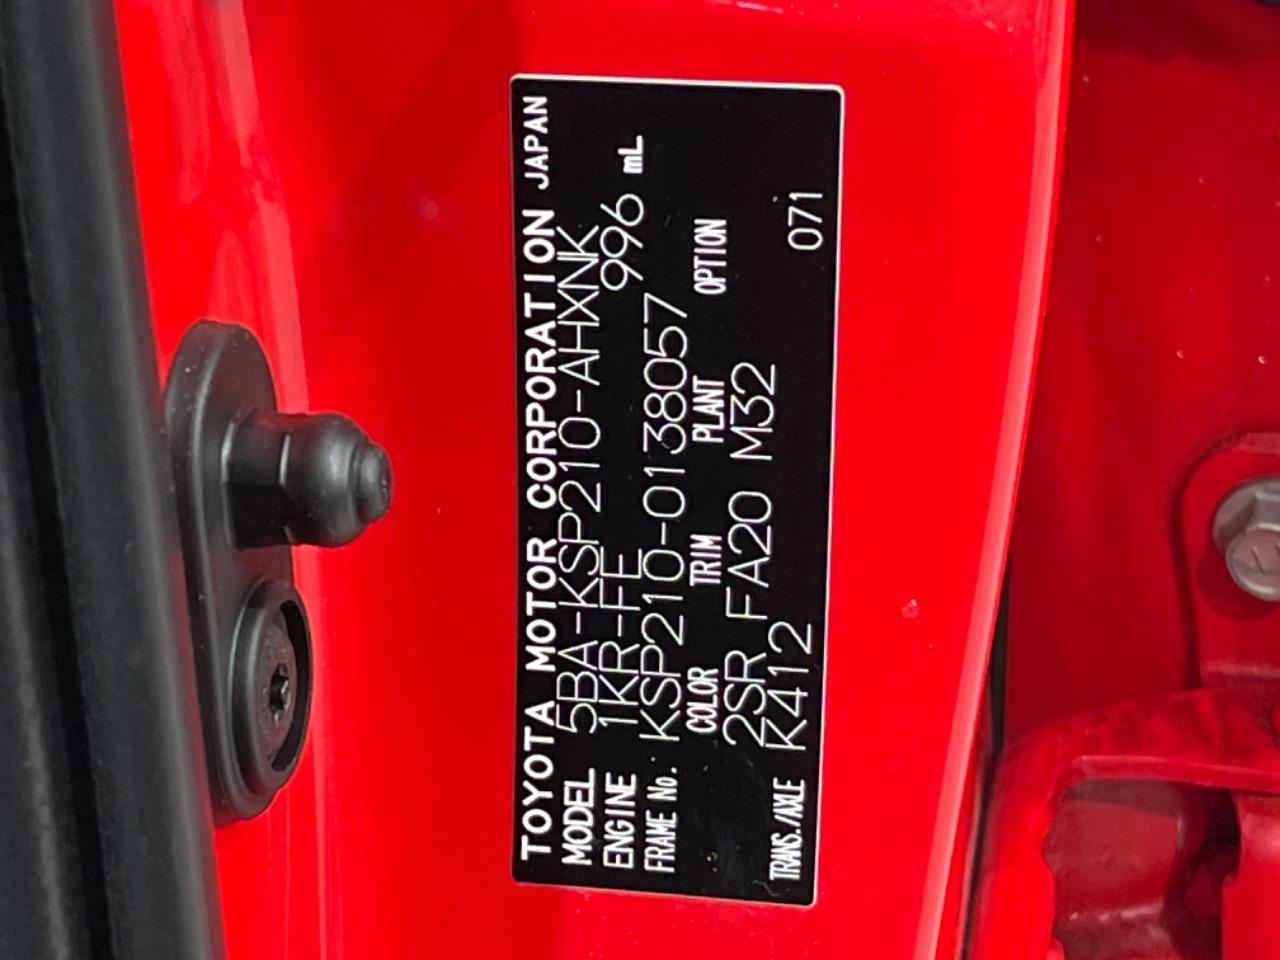 TOYOTA MOTOR CORPORATION JAPAN
MODEL 5BA-KSP210-AHXNK
ENGINE 1KR-FE 996 mL
FRAME No. KSP210-0138057
COLOR TRIM PLANT OPTION
2SR FA20 M32
TRANS./AXLE K412 071